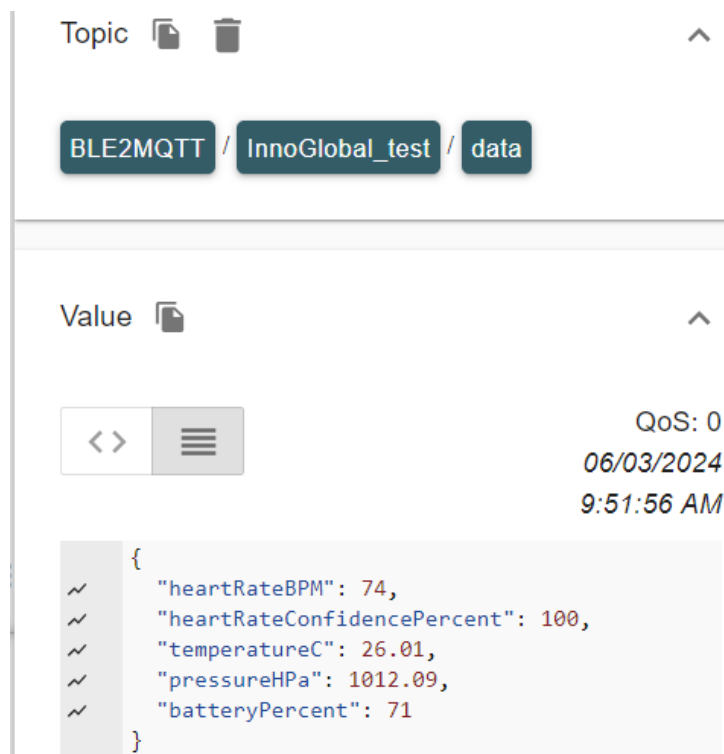 Topic
BLE2MQTT / InnoGlobal_test / data
Value
QoS: 0
06/03/2024
9:51:56 AM
{
"heartRateBPM": 74,
"heartRateConfidencePercent": 100,
"temperatureC": 26.01,
"pressureHPa": 1012.09,
"batteryPercent": 71
}